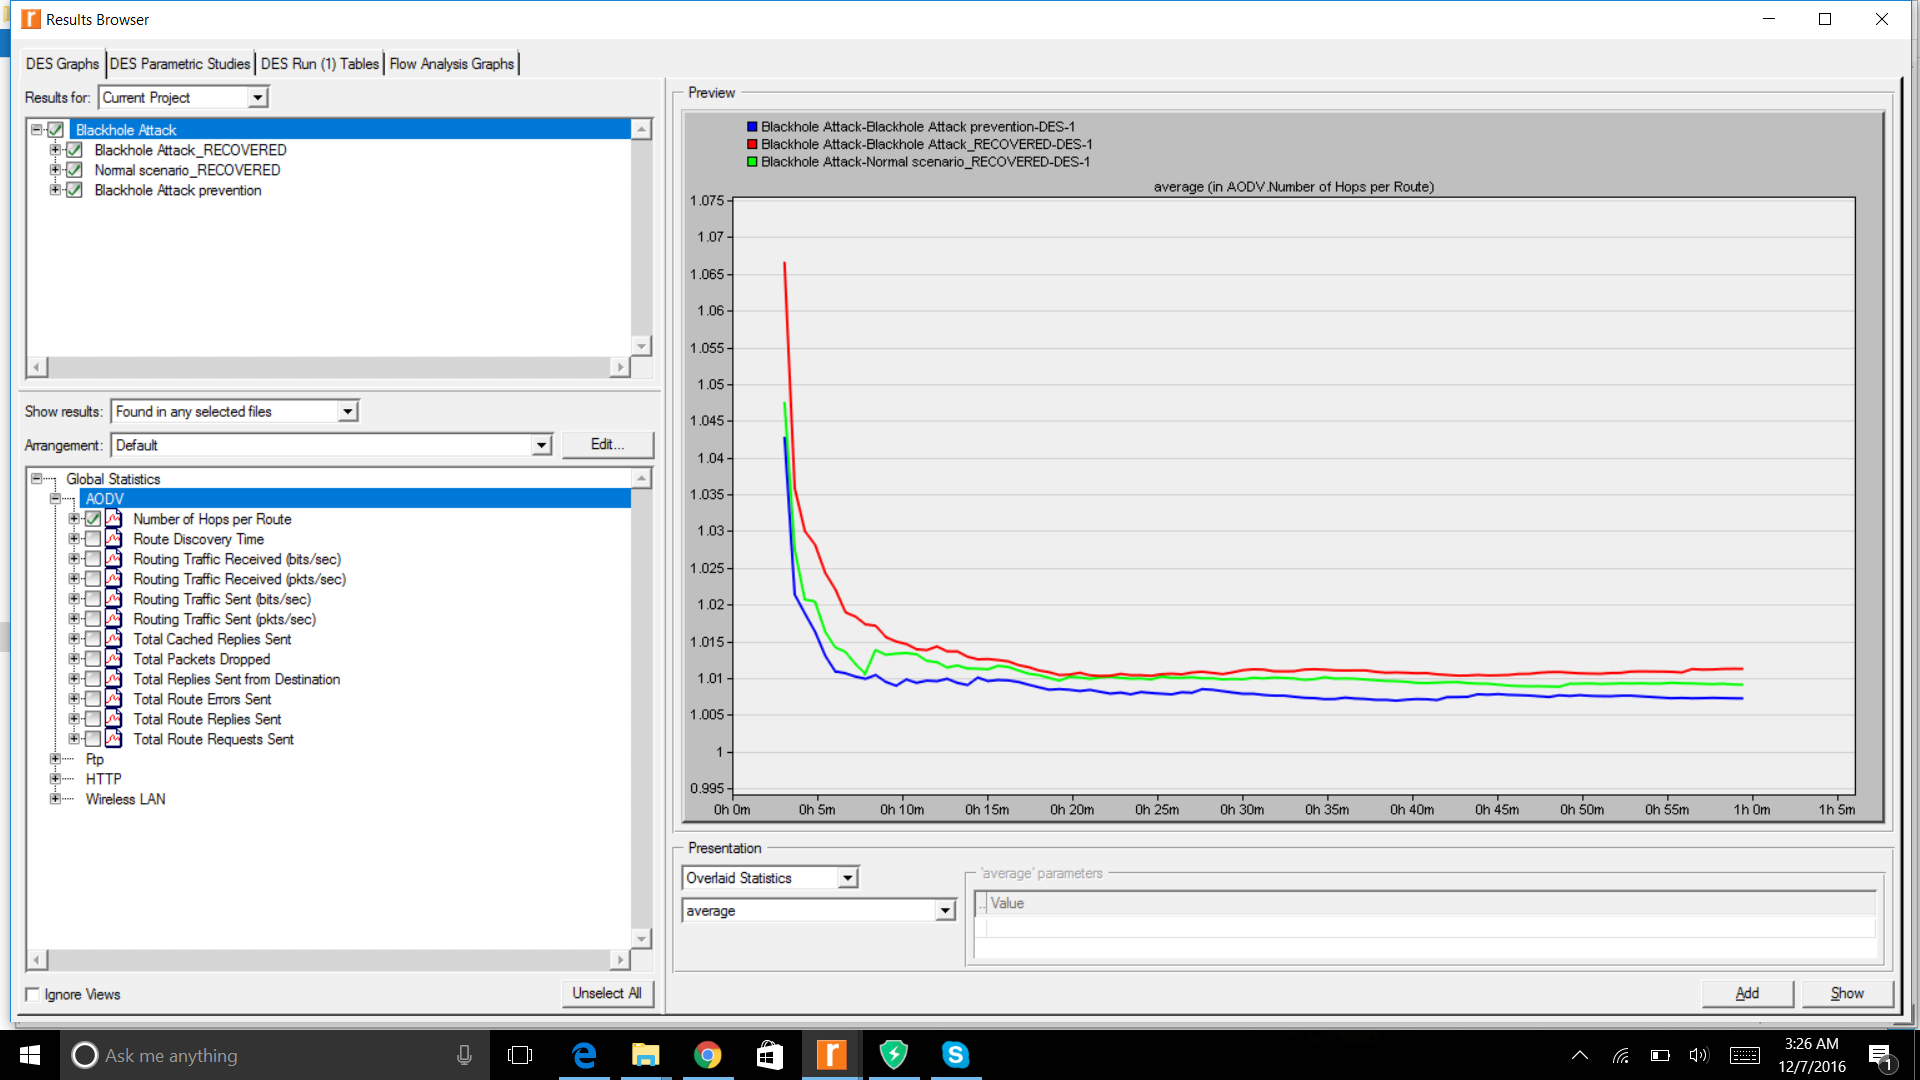 Results Browser
DES Graphs DES Parametric Studies DES Run (1) Tables Flow Analysis Graphs
Results for: Current Project
Blackhole Attack
Blackhole Attack_RECOVERED
Normal scenario_RECOVERED
Blackhole Attack prevention
Show results: Found in any selected files
Arrangement: Default Edit...
Global Statistics
AODV
Number of Hops per Route
Route Discovery Time
Routing Traffic Received (bits/sec)
Routing Traffic Received (pkts/sec)
Routing Traffic Sent (bits/sec)
Routing Traffic Sent (pkts/sec)
Total Cached Replies Sent
Total Packets Dropped
Total Replies Sent from Destination
Total Route Errors Sent
Total Route Replies Sent
Total Route Requests Sent
Ftp
HTTP
Wireless LAN
Ignore Views Unselect All
Preview
Blackhole Attack-Blackhole Attack prevention-DES-1
Blackhole Attack-Blackhole Attack_RECOVERED-DES-1
Blackhole Attack-Normal scenario_RECOVERED-DES-1
average (in AODV.Number of Hops per Route)
1.075
1.07
1.065
1.06
1.055
1.05
1.045
1.04
1.035
1.03
1.025
1.02
1.015
1.01
1.005
1
0.995
0h 0m 0h 5m 0h 10m 0h 15m 0h 20m 0h 25m 0h 30m 0h 35m 0h 40m 0h 45m 0h 50m 0h 55m 1h 0m 1h 5m
Presentation
Overlaid Statistics
average
'average' parameters
.. Value
Add Show
Ask me anything
3:26 AM
12/7/2016
1